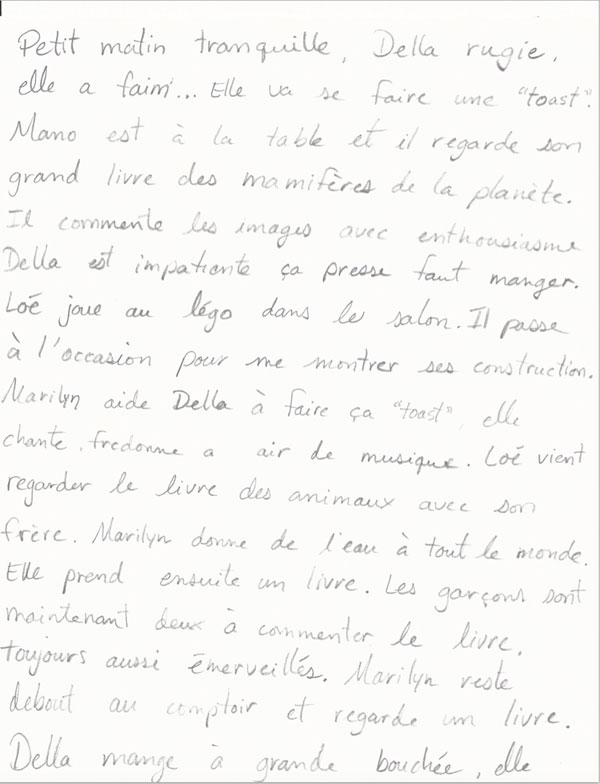 Petit matin tranquille, Della rugie,
elle a faim... Elle va se faire une "toast".
Mano est à la table et il regarde son
grand livre des mamifères de la planète.
Il commente les images avec enthousiasme
Della est impatiente ça presse faut manger.
Loé joue au légo dans le salon. Il passe
à l'occasion pour me montrer ses construction.
Marilyn aide Della à faire ça "toast", elle
chante, fredonne a air de musique. Loé vient
regarder le livre des animaux avec son
frère. Marilyn donne de l'eau à tout le monde.
Elle prend ensuite un livre. Les garçons sont
maintenant deux à commenter le livre,
toujours aussi émerveillés. Marilyn reste
debout au comptoir et regarde un livre.
Della mange à grande bouchée, elle